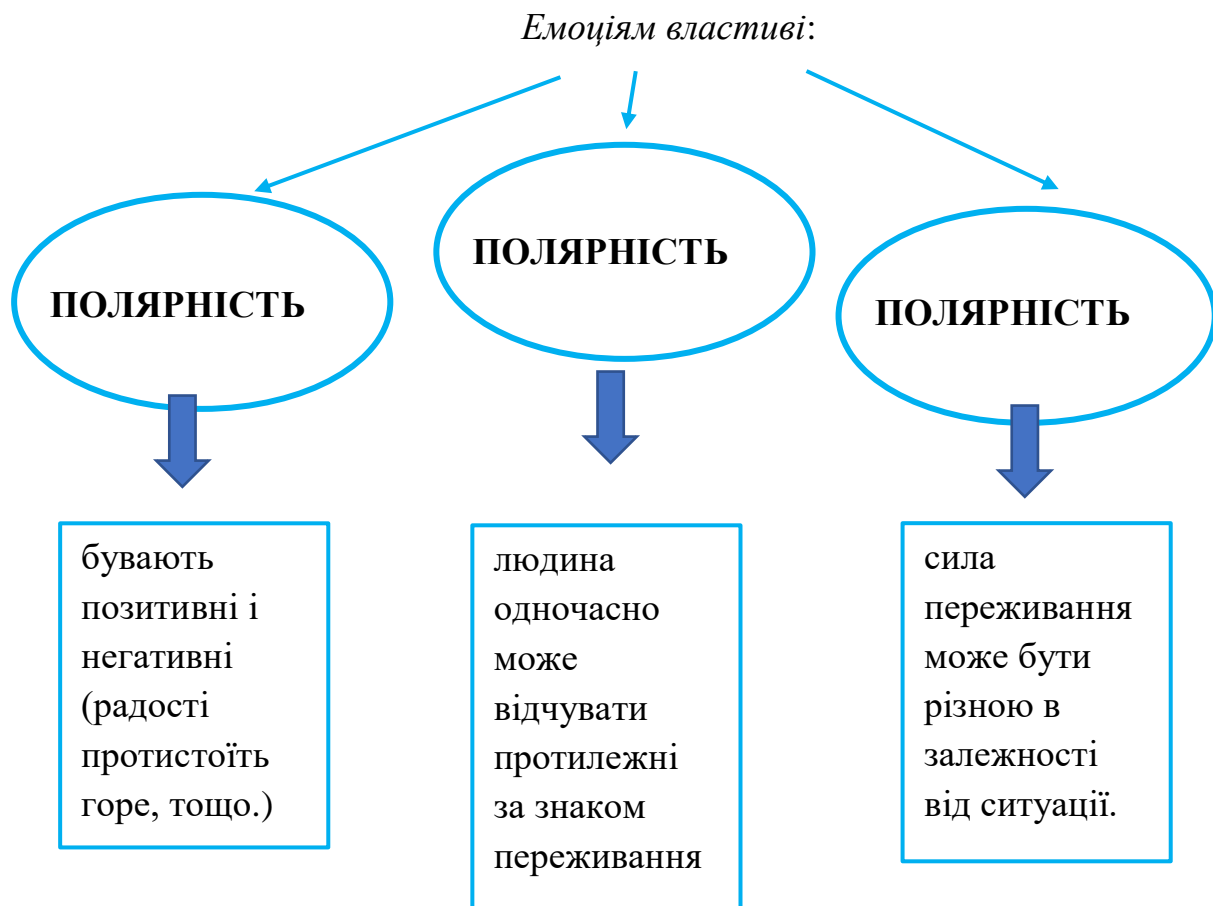 Емоціям властиві:
ПОЛЯРНІСТЬ
ПОЛЯРНІСТЬ
ПОЛЯРНІСТЬ
бувають
позитивні і
негативні
(радості
протистоїть
горе, тощо.)
людина
одночасно
може
відчувати
протилежні
за знаком
переживання
сила
переживання
може бути
різною в
залежності
від ситуації.